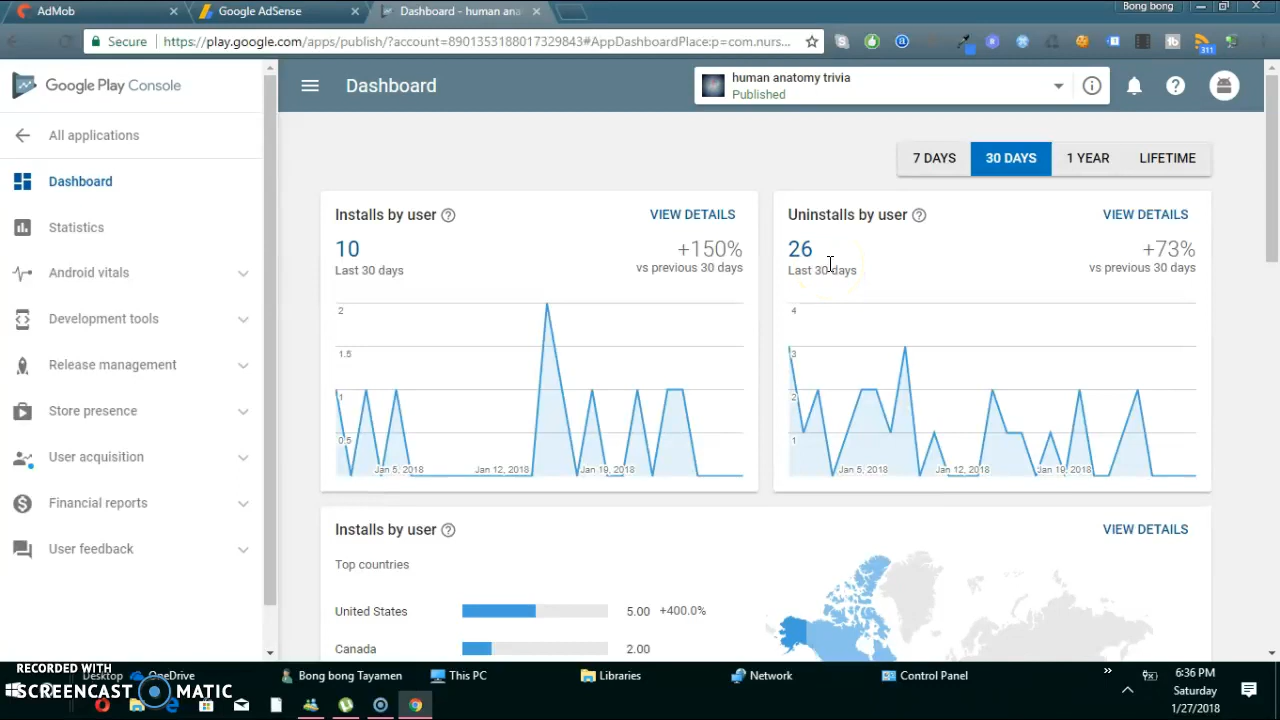 AdMob
Google AdSense
Dashboard - human ana
Bong bong
Secure
https://play.google.com/apps/publish/?account=8901353188017329843#AppDashboardPlace:p=com.nurs...
311
Google Play Console
Dashboard
human anatomy trivia
Published
All applications
Dashboard
Statistics
Android vitals
Development tools
Release management
Store presence
User acquisition
Financial reports
User feedback
7 DAYS
30 DAYS
1 YEAR
LIFETIME
Installs by user
VIEW DETAILS
10
+150%
Last 30 days
vs previous 30 days
2
1.5
1
0.5
Jan 5, 2018
Jan 12, 2018
Jan 19, 2018
Uninstalls by user
VIEW DETAILS
26
+73%
Last 30 days
vs previous 30 days
4
3
2
1
Jan 5, 2018
Jan 12, 2018
Jan 19, 2018
Installs by user
VIEW DETAILS
Top countries
United States
5.00
+400.0%
Canada
2.00
RECORDED WITH
SCREENCAST MATIC
Desktop
OneDrive
Bong bong Tayamen
This PC
Libraries
Network
Control Panel
6:36 PM
Saturday
1/27/2018